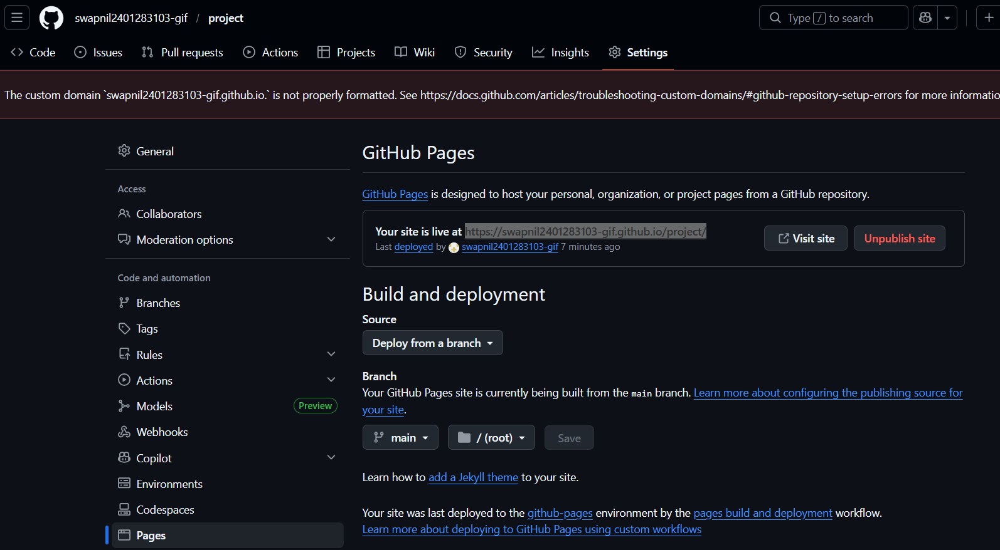 swapnil2401283103-gif / project
Type / to search
Code Issues Pull requests Actions Projects Wiki Security Insights Settings
The custom domain `swapnil2401283103-gif.github.io.` is not properly formatted. See https://docs.github.com/articles/troubleshooting-custom-domains/#github-repository-setup-errors for more informatio
General
Access
Collaborators
Moderation options
Code and automation
Branches
Tags
Rules
Actions
Models Preview
Webhooks
Copilot
Environments
Codespaces
Pages
GitHub Pages
GitHub Pages is designed to host your personal, organization, or project pages from a GitHub repository.
Your site is live at https://swapnil2401283103-gif.github.io/project/
Last deployed by swapnil2401283103-gif 7 minutes ago
Visit site
Unpublish site
Build and deployment
Source
Deploy from a branch
Branch
Your GitHub Pages site is currently being built from the main branch. Learn more about configuring the publishing source for
your site.
main / (root) Save
Learn how to add a Jekyll theme to your site.
Your site was last deployed to the github-pages environment by the pages build and deployment workflow.
Learn more about deploying to GitHub Pages using custom workflows